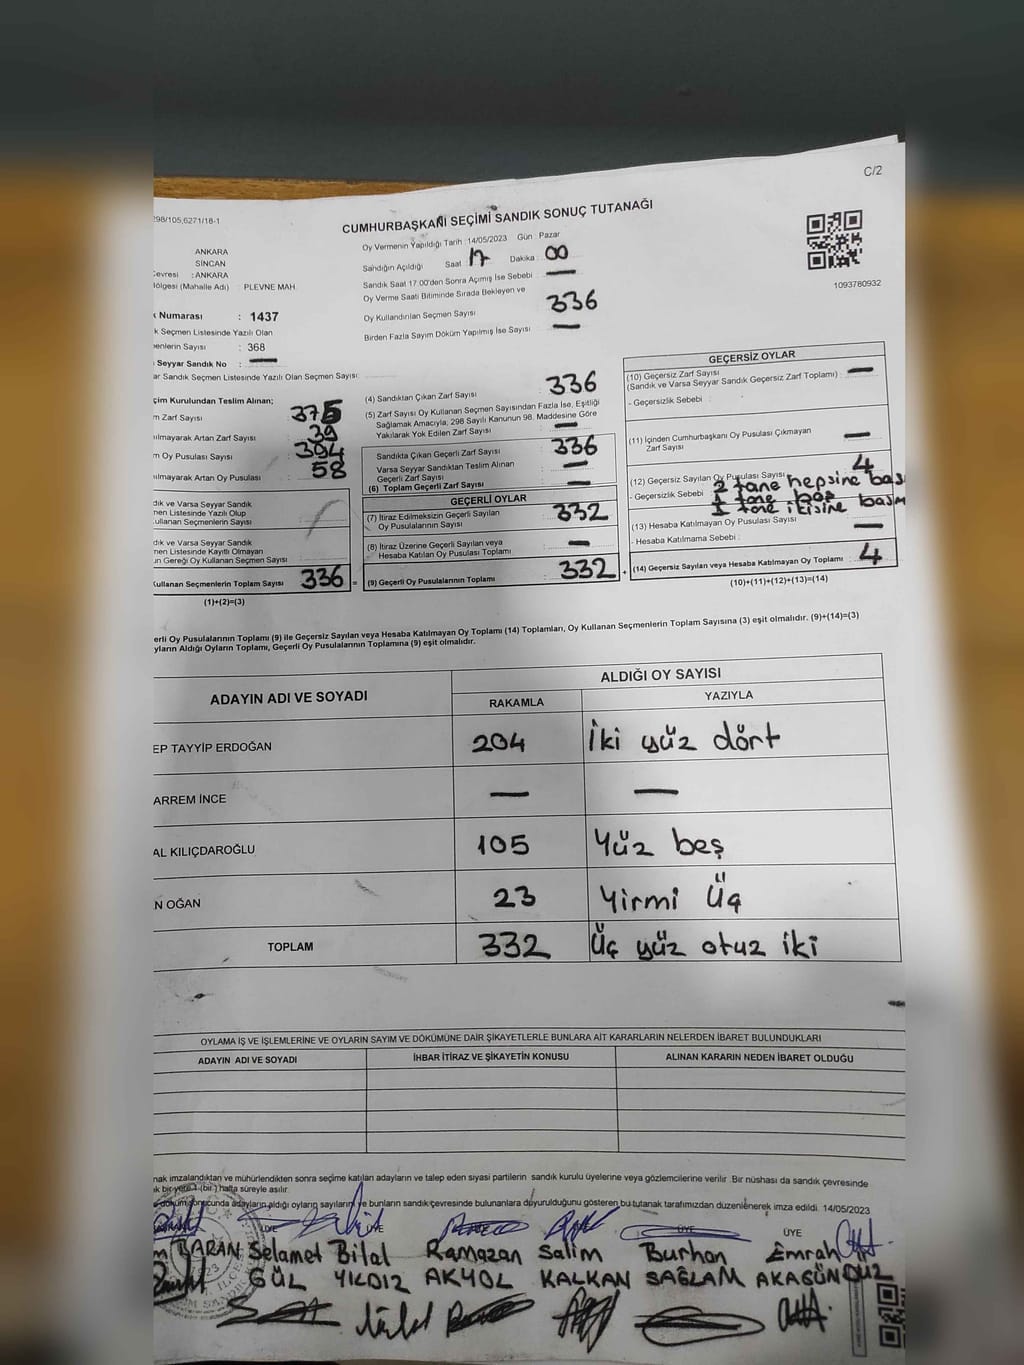 C/2
298/105,6271/18-1
CUMHURBAŞKANI SEÇİMİ SANDIK SONUÇ TUTANAĞI
Oy Vermenin Yapıldığı Tarih :14/05/2023 Gün : Pazar
ANKARA
SİNCAN
Sandığın Açıldığı Saat 17 Dakika : 00
evresi : ANKARA
ölgesi (Mahalle Adı) : PLEVNE MAH.
Sandık Saat 17:00'den Sonra Açımış İse Sebebi : —
Oy Verme Saati Bitiminde Sırada Bekleyen ve
Oy Kullandırılan Seçmen Sayısı : 336
Birden Fazla Sayım Döküm Yapılmış İse Sayısı : —
1093780932
Numarası : 1437
k Seçmen Listesinde Yazılı Olan
menlerin Sayısı : 368
Seyyar Sandık No : —
ar Sandık Seçmen Listesinde Yazılı Olan Seçmen Sayısı:
çim Kurulundan Teslim Alınan;
m Zarf Sayısı : 375
ılmayarak Artan Zarf Sayısı : 39
m Oy Pusulası Sayısı : 394
ılmayarak Artan Oy Pusulası : 58
dık ve Varsa Seyyar Sandık
men Listesinde Yazılı Olup
ullanan Seçmenlerin Sayısı
dık ve Varsa Seyyar Sandık
men Listesinde Kayıtlı Olmayan
ın Gereği Oy Kullanan Seçmen Sayısı :
Kullanan Seçmenlerin Toplam Sayısı 336 =
(1)+(2)=(3)
(4) Sandıktan Çıkan Zarf Sayısı : 336
(5) Zarf Sayısı Oy Kullanan Seçmen Sayısından Fazla İse, Eşitliği
Sağlamak Amacıyla, 298 Sayılı Kanunun 98. Maddesine Göre
Yakılarak Yok Edilen Zarf Sayısı : —
Sandıkta Çıkan Geçerli Zarf Sayısı : 336
Varsa Seyyar Sandıktan Teslim Alınan
Geçerli Zarf Sayısı : —
(6) Toplam Geçerli Zarf Sayısı : —
GEÇERLİ OYLAR
(7) İtiraz Edilmeksizin Geçerli Sayılan
Oy Pusulalarının Sayısı : 332
(8) İtiraz Üzerine Geçerli Sayılan veya
Hesaba Katılan Oy Pusulası Toplamı : —
(9) Geçerli Oy Pusulalarının Toplamı : 332 +
GEÇERSİZ OYLAR
(10) Geçersiz Zarf Sayısı
(Sandık ve Varsa Seyyar Sandık Geçersiz Zarf Toplamı) : —
- Geçersizlik Sebebi :
(11) İçinden Cumhurbaşkanı Oy Pusulası Çıkmayan
Zarf Sayısı : —
(12) Geçersiz Sayılan Oy Pusulası Sayısı : 4
- Geçersizlik Sebebi : 2 tane hepsine bas
1 tane boş
1 tane ikisine basm
(13) Hesaba Katılmayan Oy Pusulası Sayısı : —
- Hesaba Katılmama Sebebi :
(14) Geçersiz Sayılan veya Hesaba Katılmayan Oy Toplamı : 4
(10)+(11)+(12)+(13)=(14)
erli Oy Pusulalarının Toplamı (9) ile Geçersiz Sayılan veya Hesaba Katılmayan Oy Toplamı (14) Toplamları, Oy Kullanan Seçmenlerin Toplam Sayısına (3) eşit olmalıdır. (9)+(14)=(3)
yların Aldığı Oyların Toplamı, Geçerli Oy Pusulalarının Toplamına (9) eşit olmalıdır.
ADAYIN ADI VE SOYADI
ALDIĞI OY SAYISI
RAKAMLA YAZIYLA
EP TAYYİP ERDOĞAN 204 İki yüz dört
ARREM İNCE — —
AL KILIÇDAROĞLU 105 Yüz beş
N OĞAN 23 Yirmi Üç
TOPLAM 332 Üç yüz otuz iki
OYLAMA İŞ VE İŞLEMLERİNE VE OYLARIN SAYIM VE DÖKÜMÜNE DAİR ŞİKAYETLERLE BUNLARA AİT KARARLARIN NELERDEN İBARET BULUNDUKLARI
ADAYIN ADI VE SOYADI İHBAR İTİRAZ VE ŞİKAYETİN KONUSU ALINAN KARARIN NEDEN İBARET OLDUĞU
nak imzalandıktan ve mühürlendikten sonra seçime katılan adayların ve talep eden siyasi partilerin sandık kurulu üyelerine veya gözlemcilerine verilir. Bir nüshası da sandık çevresinde
k bir yere 1 (bir) hafta süreyle asılır.
döküm sonucunda adayların aldığı oyların sayılarını ve bunların sandık çevresinde bulunanlara duyurulduğunu gösteren bu tutanak tarafımızdan düzenlenerek imza edildi. 14/05/2023
ÜYE ÜYE ÜYE ÜYE
BARAN Selamet Bilal Ramazan Salim Burhan Emrah
GÜL YILDIZ AKYOL KALKAN SAĞLAM AKAGÜNDÜZ